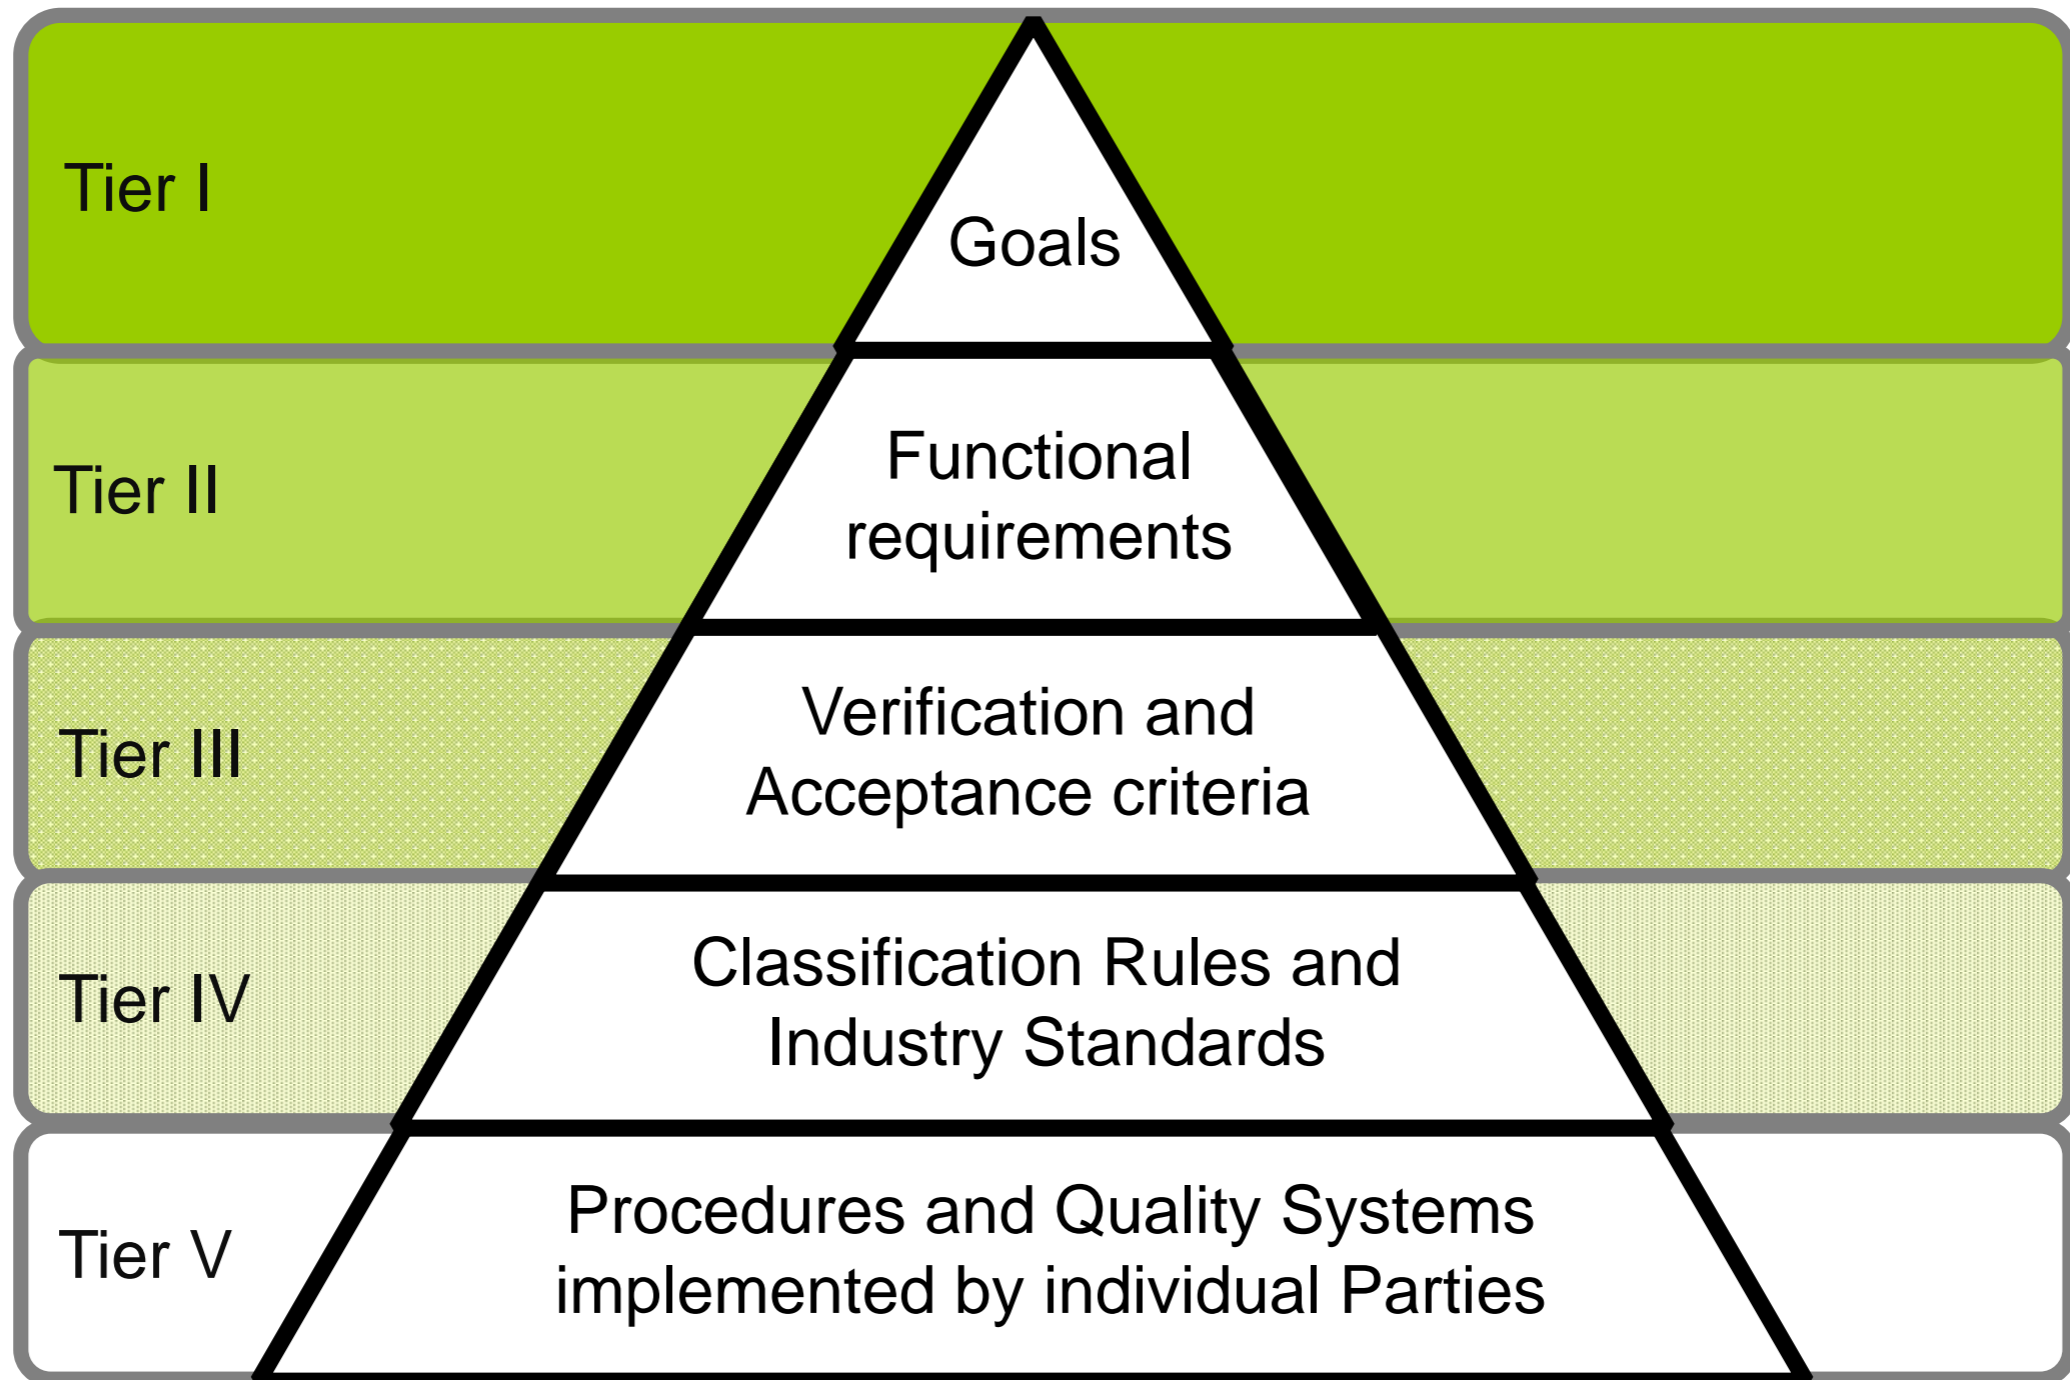 Tier I
Goals
Tier II
Functional
requirements
Tier III
Verification and
Acceptance criteria
Tier IV
Classification Rules and
Industry Standards
Tier V
Procedures and Quality Systems
implemented by individual Parties